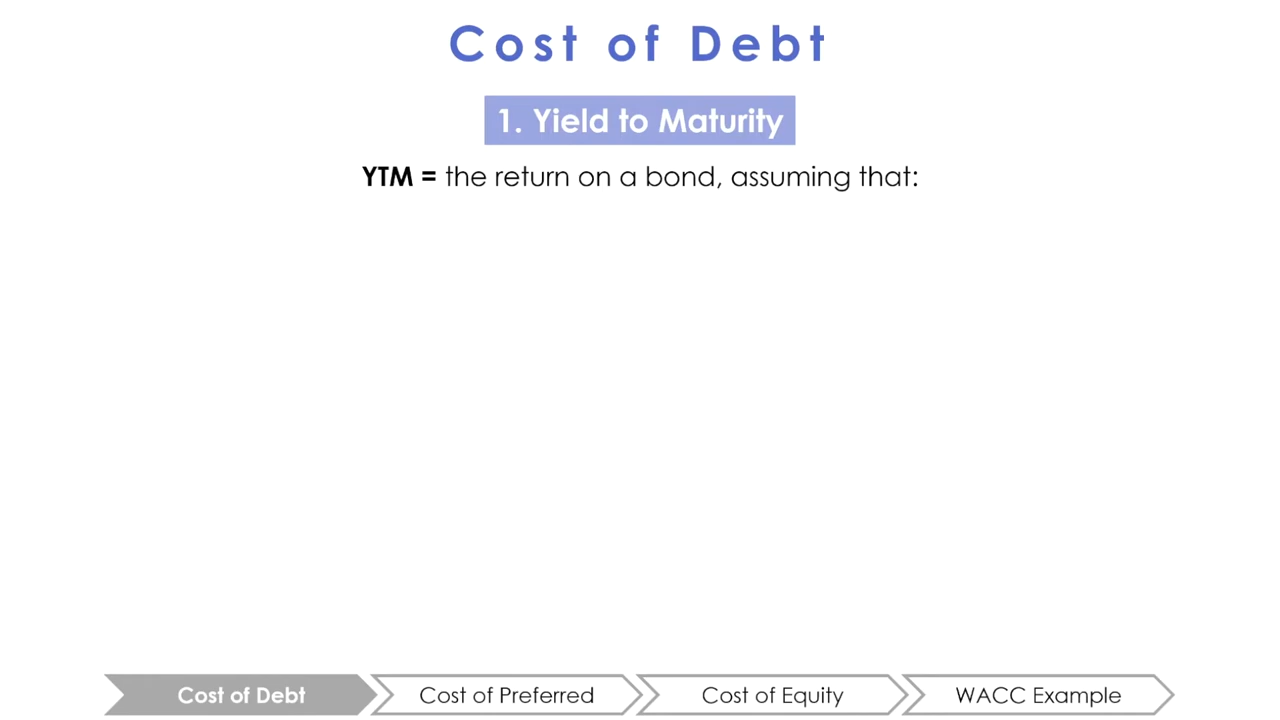 Cost of Debt
1. Yield to Maturity
YTM = the return on a bond, assuming that:
Cost of Debt
Cost of Preferred
Cost of Equity
WACC Example